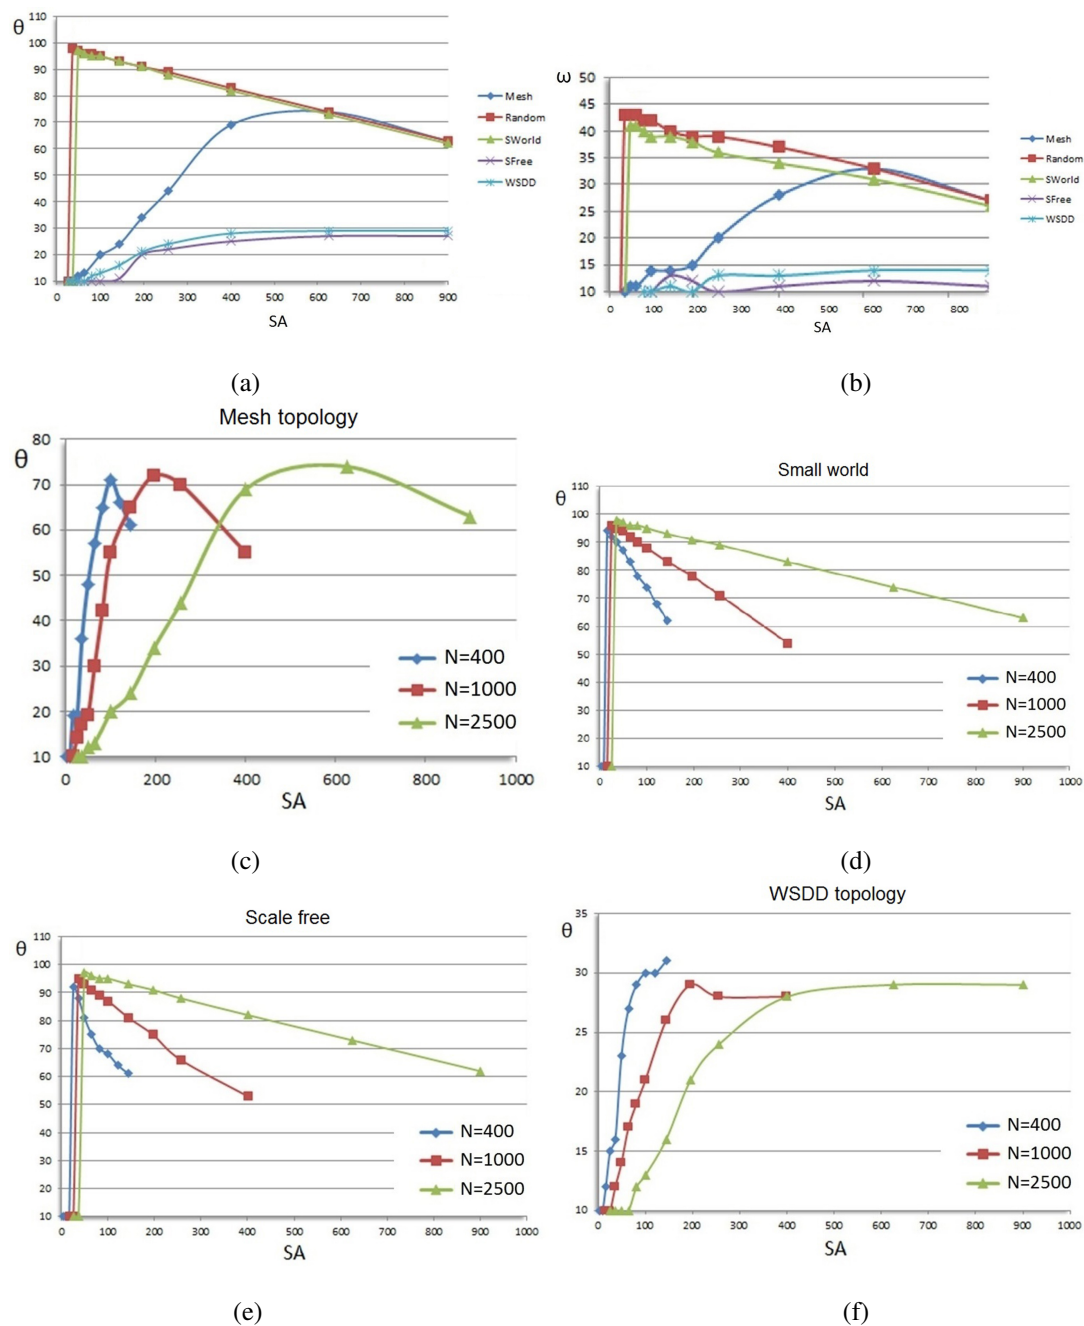 θ
110
100
90
80
70
60
50
40
30
20
10
0 100 200 300 400 500 600 700 800 900
SA
Mesh
Random
SWorld
SFree
WSDD
(a)
ω
50
45
40
35
30
25
20
15
10
0 100 200 300 400 500 600 700 800
SA
Mesh
Random
SWorld
SFree
WSDD
(b)
Mesh topology
θ
80
70
60
50
40
30
20
10
0 200 400 600 800 1000
SA
N=400
N=1000
N=2500
(c)
Small world
θ
110
100
90
80
70
60
50
40
30
20
10
0 100 200 300 400 500 600 700 800 900 1000
SA
N=400
N=1000
N=2500
(d)
Scale free
θ
110
100
90
80
70
60
50
40
30
20
10
0 100 200 300 400 500 600 700 800 900 1000
SA
N=400
N=1000
N=2500
(e)
WSDD topology
θ
35
30
25
20
15
10
0 100 200 300 400 500 600 700 800 900 1000
SA
N=400
N=1000
N=2500
(f)